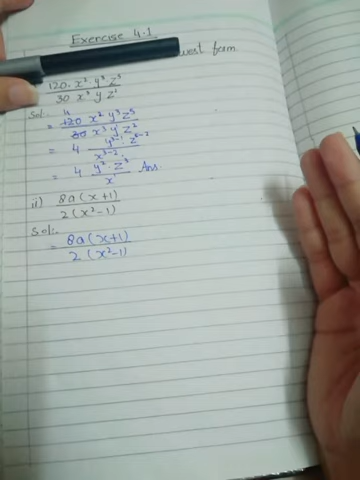 Exercise 4.1
west form
120 x² y³ z⁵ / 30 x³ y z²
Sol:
= 120 x² y³ z⁵ / 30 x³ y z²
= 4 y³⁻¹ z⁵⁻² / x³⁻²
= 4 y² z³ / x Ans.
ii) 8a(x+1) / 2(x²-1)
Sol:
= 8a(x+1) / 2(x²-1)